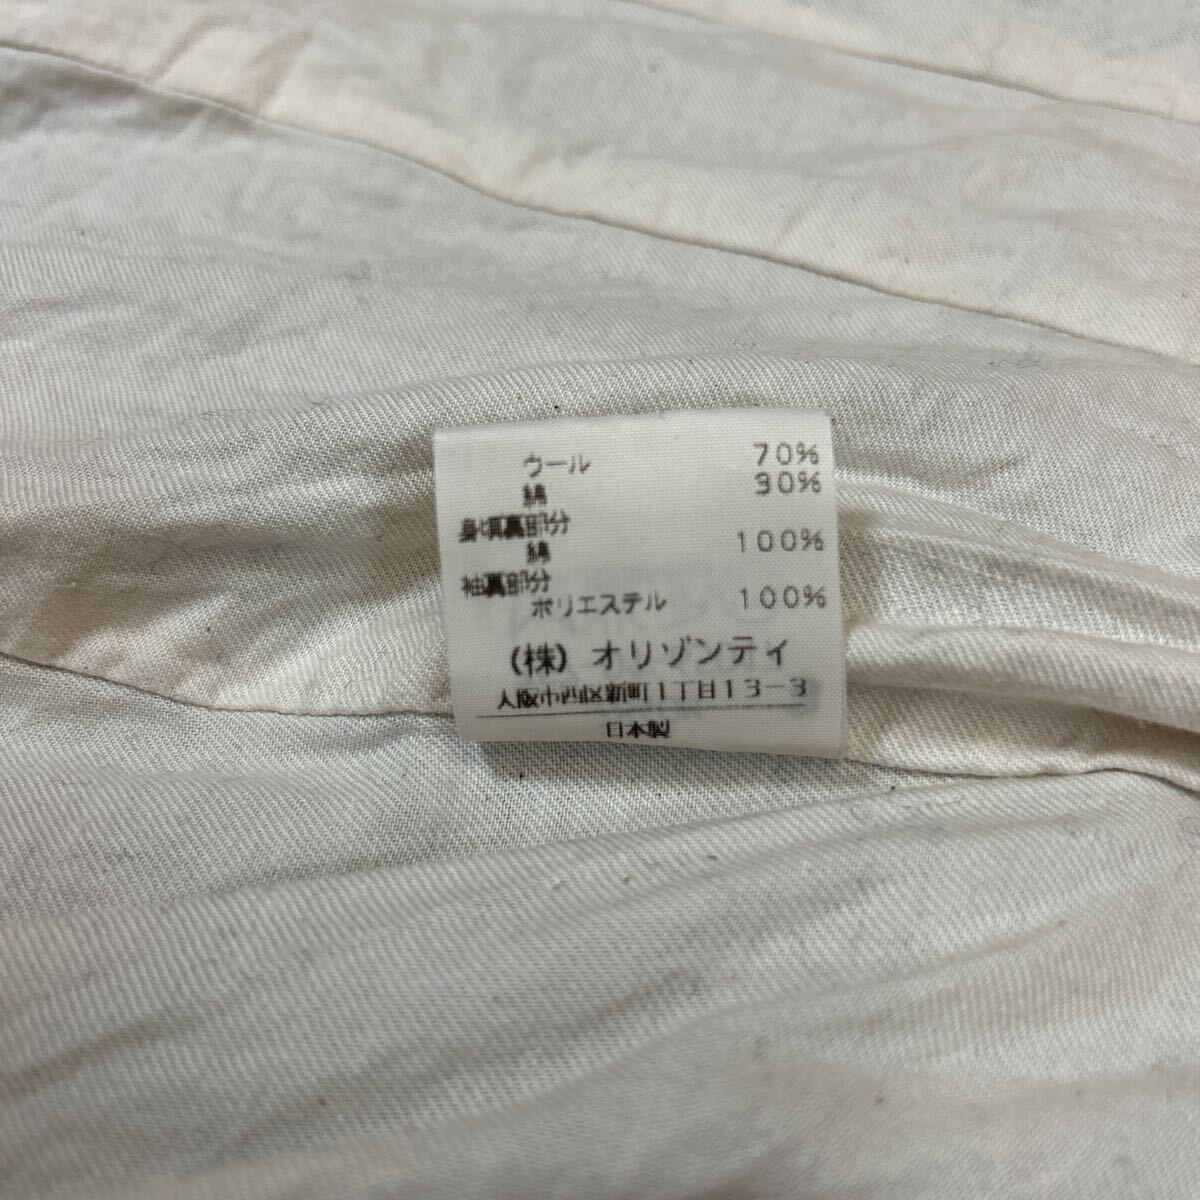 ウール 70%
綿 30%
身頃裏部分
綿 100%
袖裏部分
ポリエステル 100%
(株) オリゾンティ
大阪市西区新町1丁目13-3
日本製